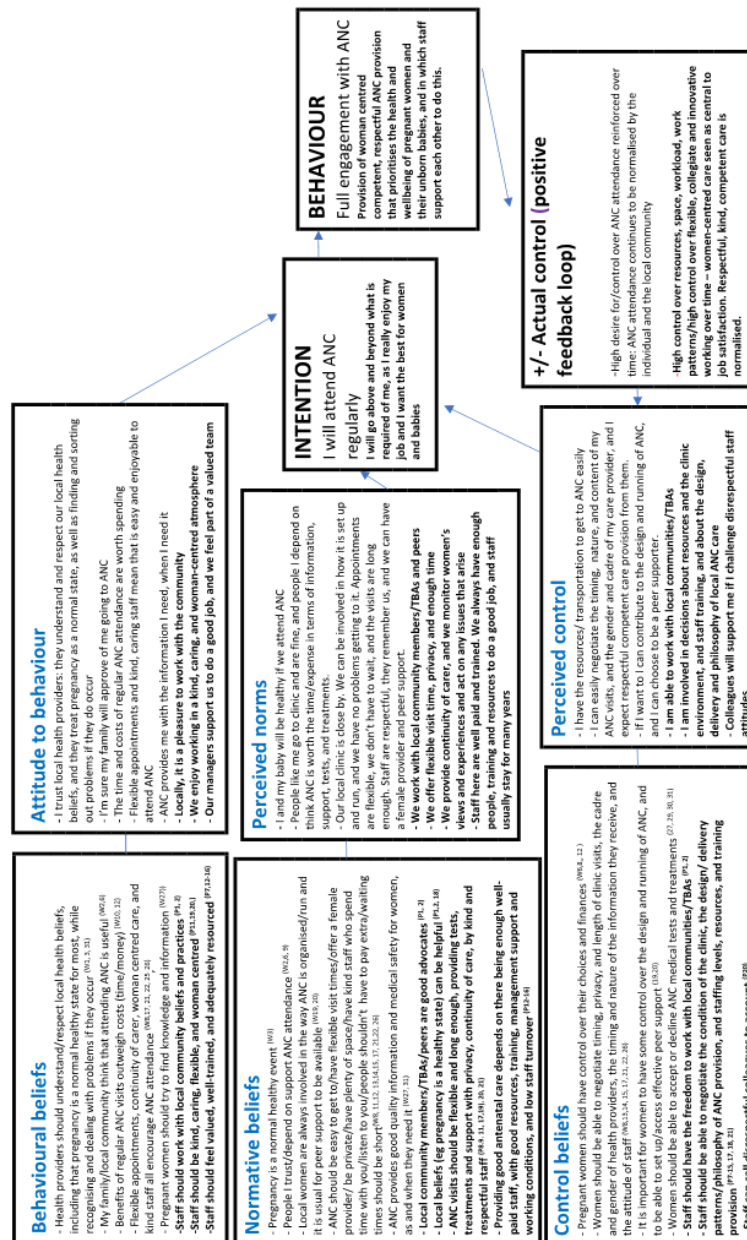 Behavioural beliefs
- Health providers should understand/respect local health beliefs,
including that pregnancy is a normal healthy state for most, while
recognising and dealing with problems if they occur (W1, 3, 31)
- My family/local community think that attending ANC is useful (W2,6)
- Benefits of regular ANC visits outweigh costs (time/money) (W10, 12)
- Flexible appointments, continuity of carer, woman centred care, and
kind staff all encourage ANC attendance (W8,17, 21, 22, 25, 26)
- Pregnant women should try to find knowledge and information (W27))
-Staff should work with local community beliefs and practices (P1, 2)
-Staff should be kind, caring, flexible, and woman centred (P11,19,20,)
-Staff should feel valued, well-trained, and adequately resourced (P7,12-16)
Attitude to behaviour
- I trust local health providers: they understand and respect our local health
beliefs, and they treat pregnancy as a normal state, as well as finding and sorting
out problems if they do occur
- I'm sure my family will approve of me going to ANC
- The time and costs of regular ANC attendance are worth spending
- Flexible appointments and kind, caring staff mean that is easy and enjoyable to
attend ANC
- ANC provides me with the information I need, when I need it
- Locally, it is a pleasure to work with the community
- We enjoy working in a kind, caring, and woman-centred atmosphere
- Our managers support us to do a good job, and we feel part of a valued team
Normative beliefs
- Pregnancy is a normal healthy event (W3)
- People I trust/depend on support ANC attendance (W2,6, 9)
- Local women are always involved in the way ANC is organised/run and
it is usual for peer support to be available (W19, 20)
- ANC should be easy to get to/have flexible visit times/offer a female
provider/ be private/have plenty of space/have kind staff who spend
time with you/listen to you/people shouldn't have to pay extra/waiting
times should be short
- ANC provides good quality information and medical safety for women,
as and when they need it (W27, 31)
- Local community members/TBAs/peers are good advocates (P1, 2)
- Local beliefs (eg pregnancy is a healthy state) can be helpful (P1,2, 18)
- ANC visits should be flexible and long enough, providing tests,
treatments and support with privacy, continuity of care, by kind and
respectful staff
- Providing good antenatal care depends on there being enough well-
paid staff, with good resources, training, management support and
working conditions, and low staff turnover (P12-16)
Perceived norms
- I and my baby will be healthy if we attend ANC
- People like me go to clinic and are fine, and people I depend on
think ANC is worth the time/expense in terms of information,
support, tests, and treatments.
- Our local clinic is close by. We can be involved in how it is set up
and run, and we have no problems getting to it. Appointments
are flexible, we don't have to wait, and the visits are long
enough. Staff are respectful, they remember us, and we can have
a female provider and peer support.
- We work with local community members/TBAs and peers
- We offer flexible visit time, privacy, and enough time
- We provide continuity of carer, and we monitor women's
views and experiences and act on any issues that arise
- Staff here are well paid and trained. We always have enough
people, training and resources to do a good job, and staff
usually stay for many years
INTENTION
I will attend ANC
regularly
I will go above and beyond what is
required of me, as I really enjoy my
job and I want the best for women
and babies
BEHAVIOUR
Full engagement with ANC
Provision of woman centred
competent, respectful ANC provision
that prioritises the health and
wellbeing of pregnant women and
their unborn babies, and in which staff
support each other to do this.
Control beliefs
- Pregnant women should have control over their choices and finances
- Women should be able to negotiate timing, privacy, and length of clinic visits, the cadre
and gender of health providers, the timing and nature of the information they receive, and
the attitude of staff
- It is important for women to have some control over the design and running of ANC, and
to be able to set up/access effective peer support (19,20)
- Women should be able to accept or decline ANC medical tests and treatments (27, 29, 30, 31)
- Staff should have the freedom to work with local communities/TBAs (P1, 2)
- Staff should be able to negotiate the condition of the clinic, the design/ delivery
patterns/philosophy of ANC provision, and staffing levels, resources, and training
provision
Perceived control
- I have the resources/ transportation to get to ANC easily
- I can easily negotiate the timing, nature, and content of my
ANC visits, and the gender and cadre of my care provider, and I
expect respectful competent care provision from them.
- If I want to I can contribute to the design and running of ANC,
and I can choose to be a peer supporter.
- I am able to work with local communities/TBAs
- I am involved in decisions about resources and the clinic
environment, and staff training, and about the design,
delivery and philosophy of local ANC care
- Colleagues will support me if I challenge disrespectful staff
attitudes
+/- Actual control (positive
feedback loop)
-High desire for/control over ANC attendance reinforced over
time: ANC attendance continues to be normalised by the
individual and the local community
-High control over resources, space, workload, work
patterns/high control over flexible, collegiate and innovative
working over time – women-centred care seen as central to
job satisfaction. Respectful, kind, competent care is
normalised.